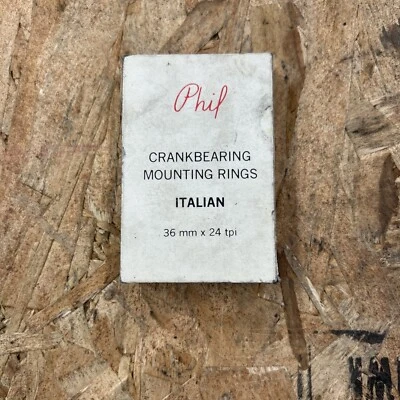 Phil
CRANKBEARING
MOUNTING RINGS
ITALIAN
36 mm x 24 tpi